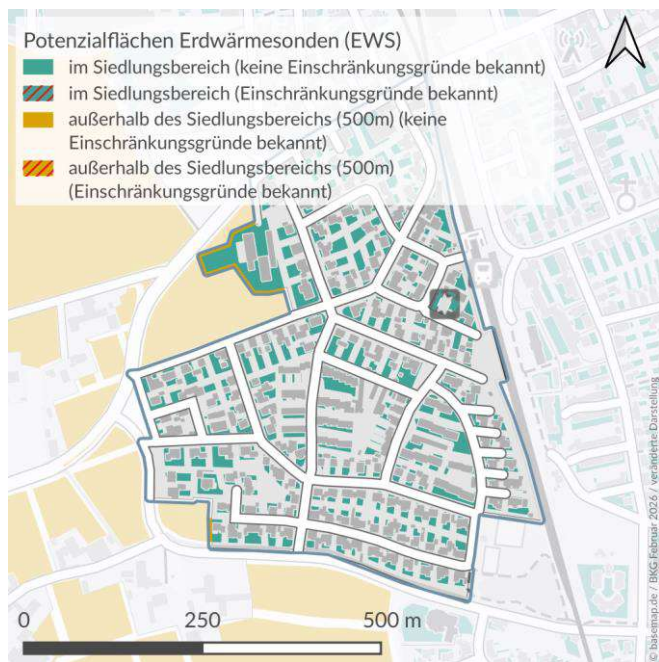 Potenzialflächen Erdwärmesonden (EWS)
im Siedlungsbereich (keine Einschränkungsgründe bekannt)
im Siedlungsbereich (Einschränkungsgründe bekannt)
außerhalb des Siedlungsbereichs (500m) (keine
Einschränkungsgründe bekannt)
außerhalb des Siedlungsbereichs (500m)
(Einschränkungsgründe bekannt)
0 250 500 m
© basemap.de / BKG Februar 2026 / veränderte Darstellung